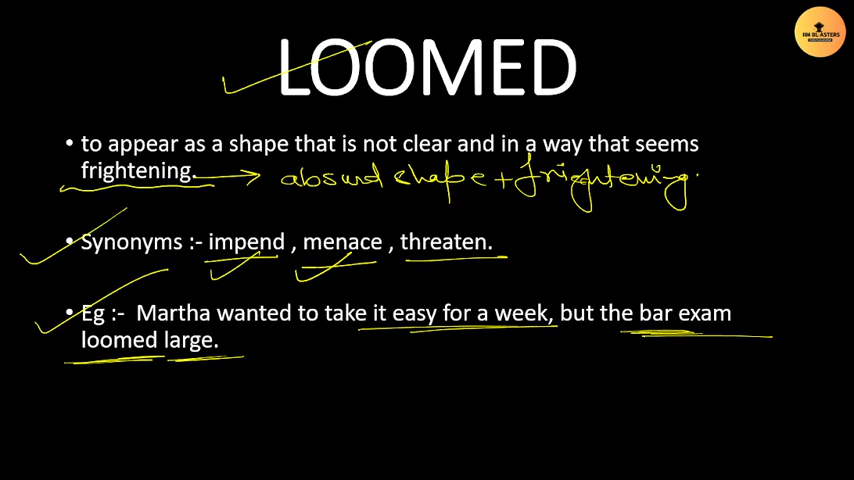 IIM BLASTERS
LOOMED
• to appear as a shape that is not clear and in a way that seems
frightening. → absurd shape + frightening.
• Synonyms :- impend , menace , threaten.
• Eg :- Martha wanted to take it easy for a week, but the bar exam
loomed large.